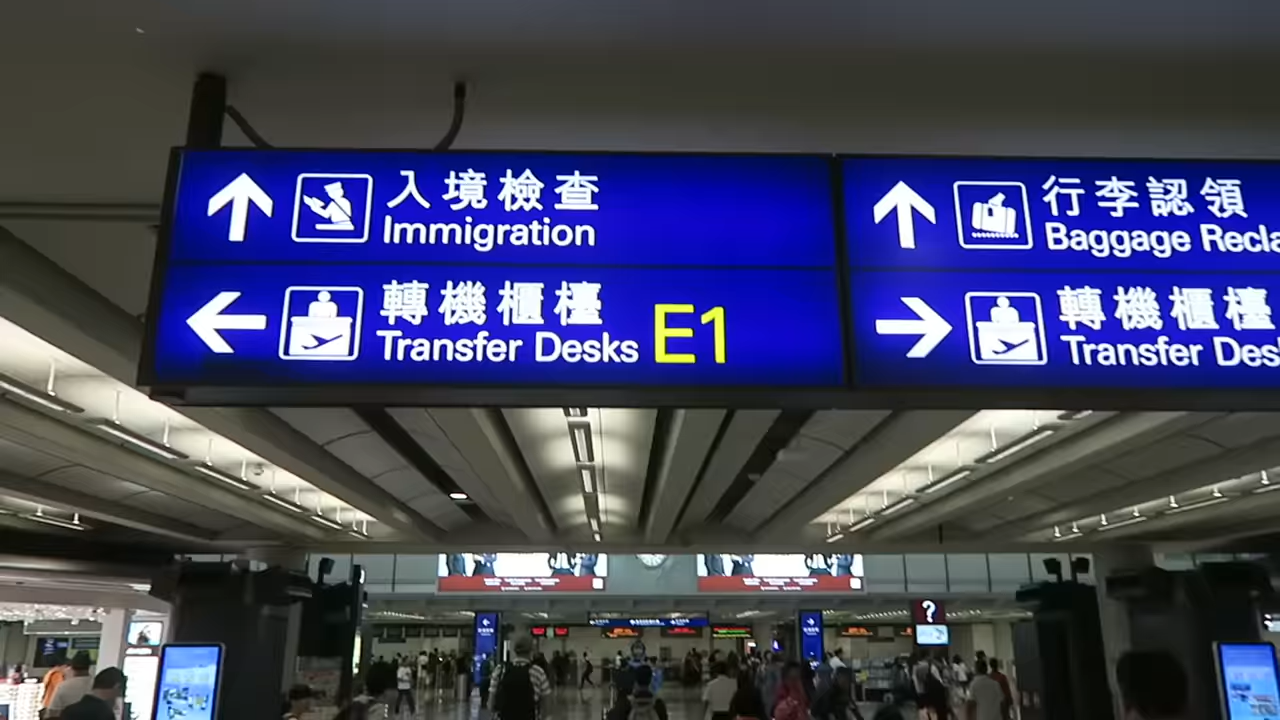 入境檢查
Immigration
轉機櫃檯
Transfer Desks E1
行李認領
Baggage Recla
轉機櫃檯
Transfer Des
?